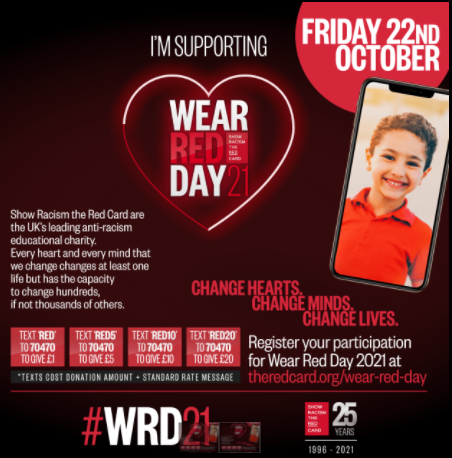 I'M SUPPORTING
FRIDAY 22ND
OCTOBER
WEAR
RED
DAY21
SHOW
RACISM
THE
RED
CARD
Show Racism the Red Card are
the UK's leading anti-racism
educational charity.
Every heart and every mind that
we change changes at least one
life but has the capacity
to change hundreds,
if not thousands of others.
CHANGE HEARTS.
CHANGE MINDS.
CHANGE LIVES.
TEXT 'RED'
TO 70470
TO GIVE £1
TEXT 'RED5'
TO 70470
TO GIVE £5
TEXT 'RED10'
TO 70470
TO GIVE £10
TEXT 'RED20'
TO 70470
TO GIVE £20
*TEXTS COST DONATION AMOUNT + STANDARD RATE MESSAGE
Register your participation
for Wear Red Day 2021 at
theredcard.org/wear-red-day
#WRD21
SHOW
RACISM
THE
RED
CARD
25
YEARS
1996 - 2021